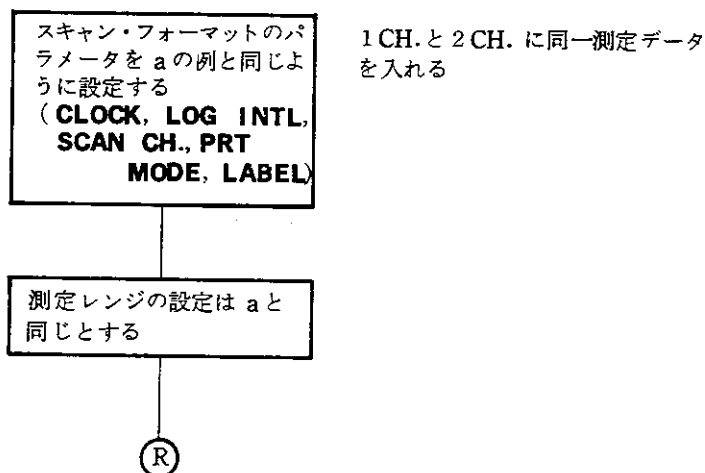 スキャン・フォーマットのパ
ラメータを a の例と同じよ
うに設定する
( CLOCK, LOG INTL,
SCAN CH., PRT
MODE, LABEL)
1 CH. と 2 CH. に同一測定データ
を入れる
測定レンジの設定は a と
同じとする
R